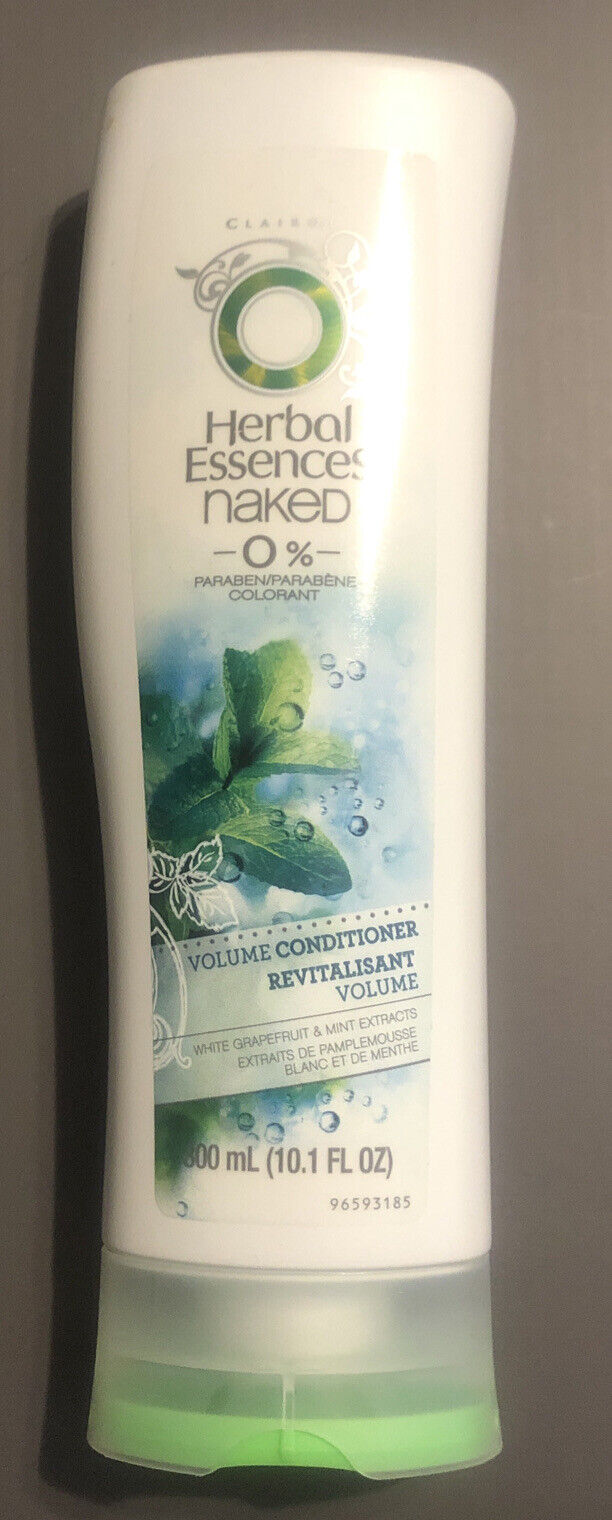 Herbal
Essences
naked
0 %
PARABEN/PARABÈNE
COLORANT
VOLUME CONDITIONER
REVITALISANT
VOLUME
WHITE GRAPEFRUIT & MINT EXTRACTS
EXTRAITS DE PAMPLEMOUSSE
BLANC ET DE MENTHE
300 mL (10.1 FL OZ)
96593185